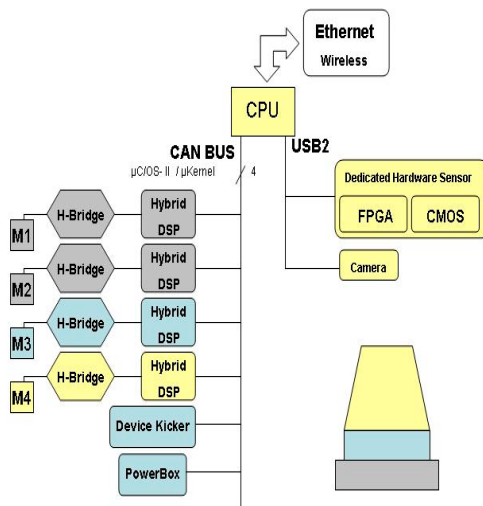 Ethernet
Wireless
CPU
CAN BUS
USB2
µC/OS- II / µKernel
4
Dedicated Hardware Sensor
FPGA
CMOS
Camera
M1
H-Bridge
Hybrid
DSP
M2
H-Bridge
Hybrid
DSP
M3
H-Bridge
Hybrid
DSP
M4
H-Bridge
Hybrid
DSP
Device Kicker
PowerBox